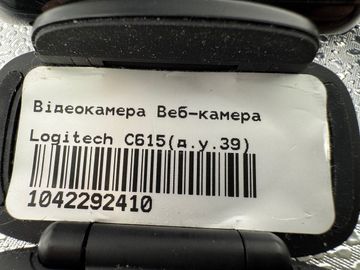 Відеокамера Веб-камера
Logitech C615(д.у.39)
1042292410